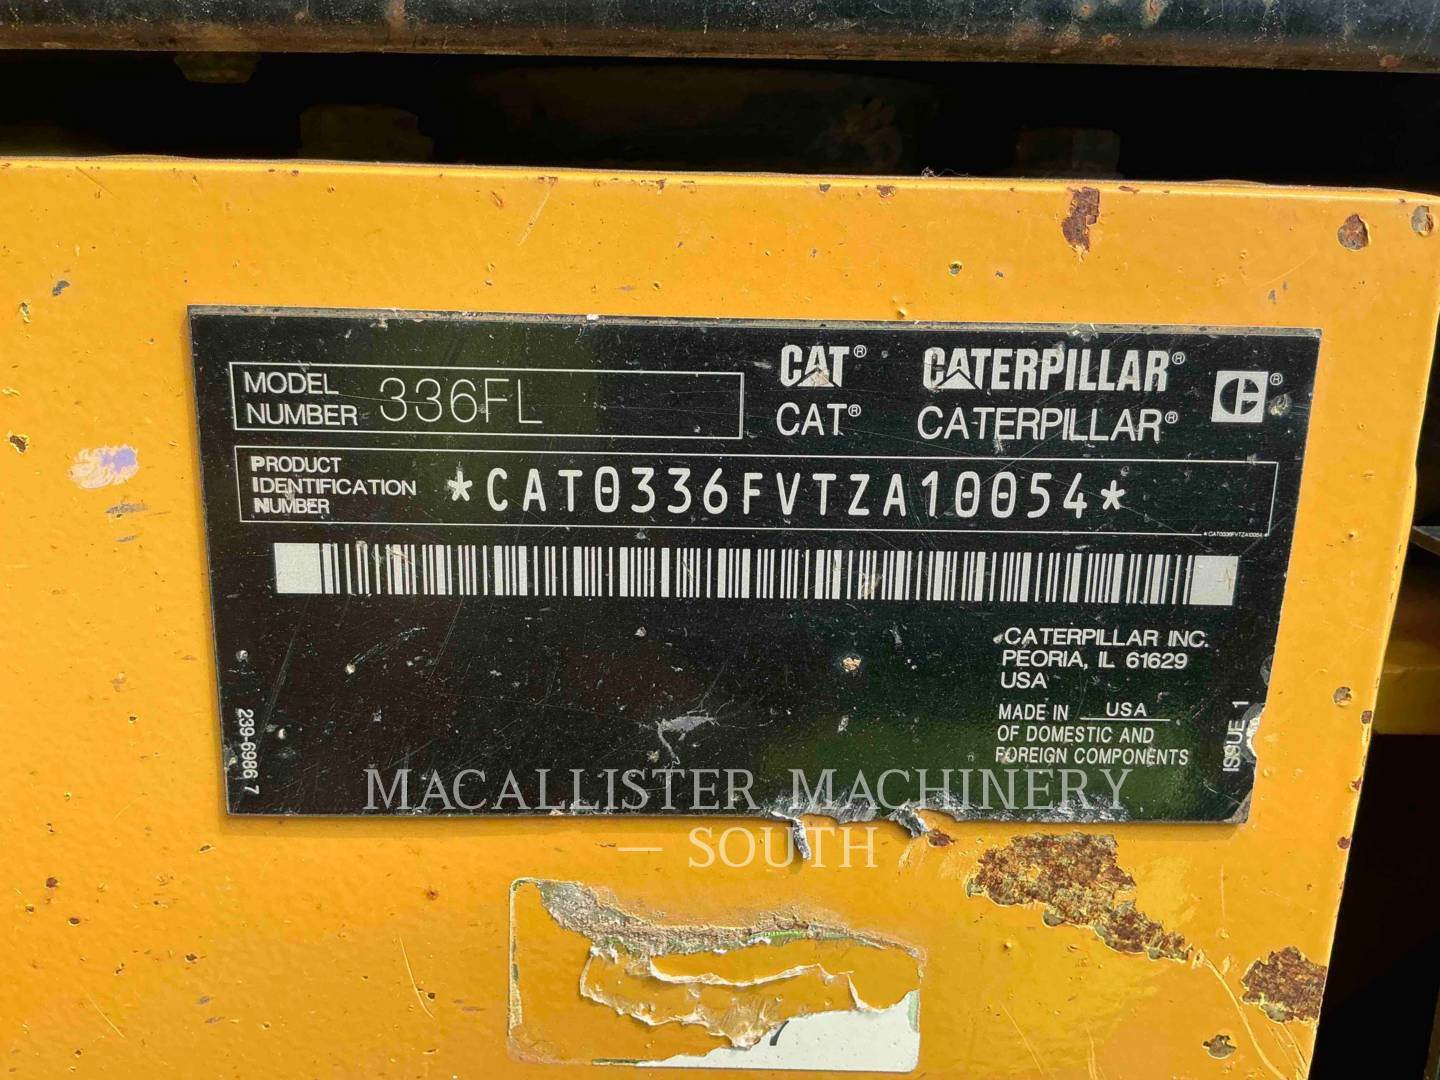 MODEL NUMBER 336FL
CAT® CATERPILLAR®
CAT® CATERPILLAR® ®
PRODUCT IDENTIFICATION NUMBER *CAT0336FVTZA10054*
*CAT0336FVTZA10054*
CATERPILLAR INC.
PEORIA, IL 61629
USA
MADE IN USA
OF DOMESTIC AND
FOREIGN COMPONENTS
239-6986 7
ISSUE 1
MACALLISTER MACHINERY
— SOUTH —